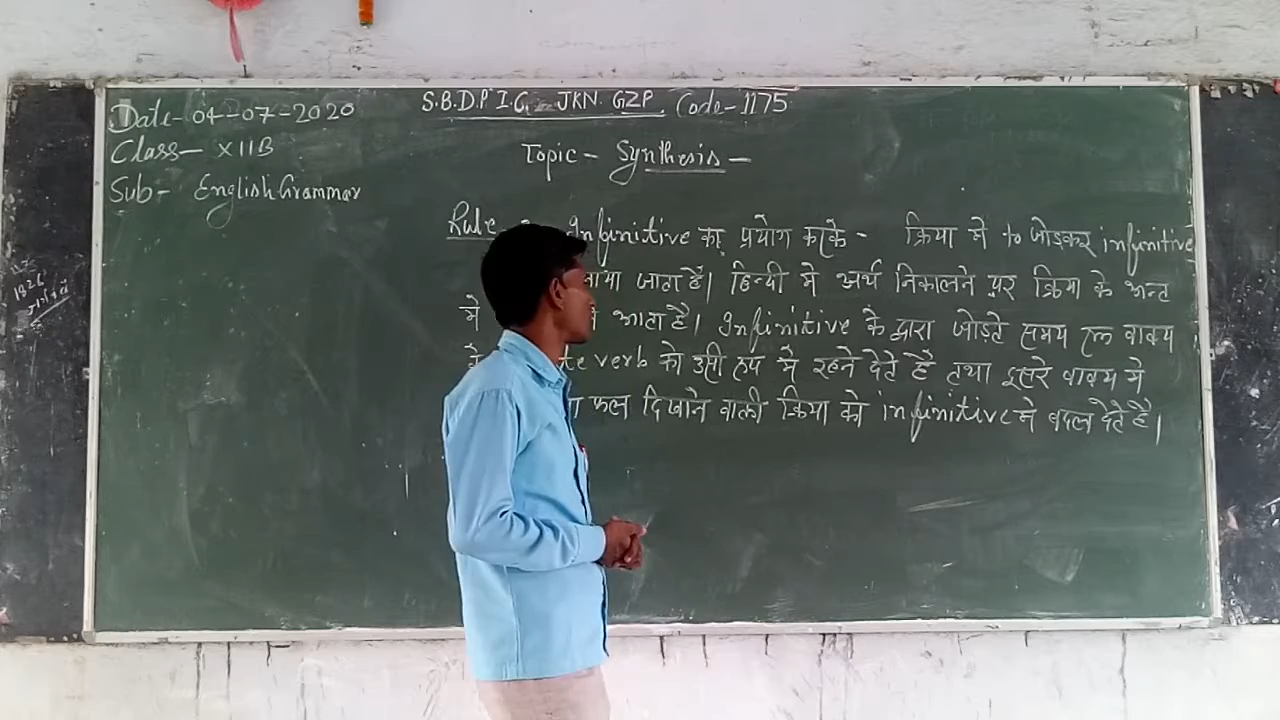 S.B.D.P I.C. JKN. GZP. Code-1175
Date- 04-07-2020
Class- XIIB
Sub- English Grammar
Topic - Synthesis -
Rule Infinitive का प्रयोग करके - क्रिया में to जोड़कर infinitive
जाता है। हिन्दी में अर्थ निकालने पर क्रिया के अन्त
में आता है। Infinitive के द्वारा जोड़ते समय एक वाक्य
के verb को उसी रूप में रहने देते हैं तथा दूसरे वाक्य में
फल दिखाने वाली क्रिया को infinitive में बदल देते है।
1826